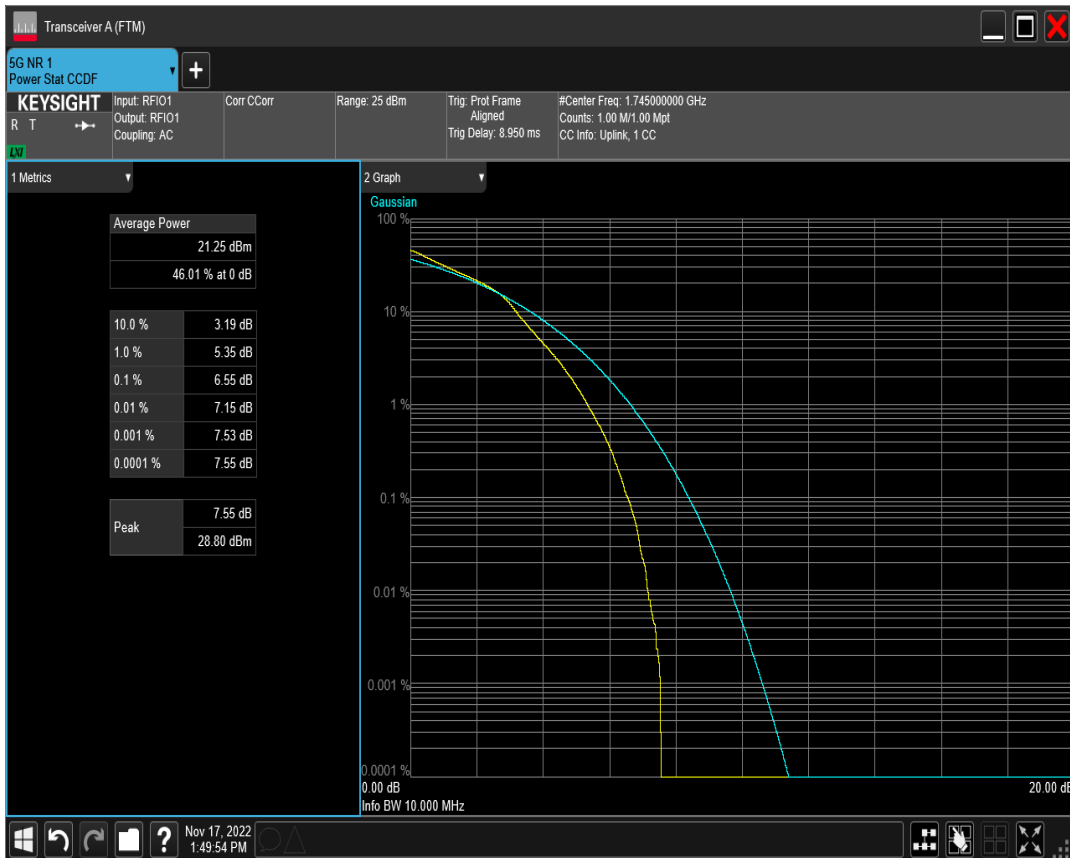 Transceiver A (FTM)
5G NR 1
Power Stat CCDF
+
KEYSIGHT
R T
LXI
Input: RFIO1
Output: RFIO1
Coupling: AC
Corr CCorr
Range: 25 dBm
Trig: Prot Frame
Aligned
Trig Delay: 8.950 ms
#Center Freq: 1.745000000 GHz
Counts: 1.00 M/1.00 Mpt
CC Info: Uplink, 1 CC
1 Metrics
Average Power
21.25 dBm
46.01 % at 0 dB
10.0 % 3.19 dB
1.0 % 5.35 dB
0.1 % 6.55 dB
0.01 % 7.15 dB
0.001 % 7.53 dB
0.0001 % 7.55 dB
Peak
7.55 dB
28.80 dBm
2 Graph
Gaussian
100 %
10 %
1 %
0.1 %
0.01 %
0.001 %
0.0001 %
0.00 dB 20.00 dB
Info BW 10.000 MHz
?
Nov 17, 2022
1:49:54 PM